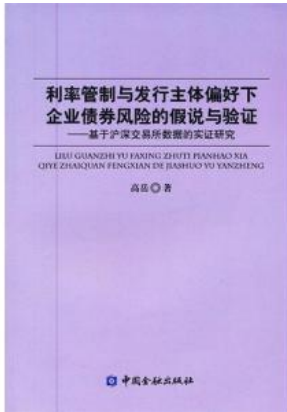 利率管制与发行主体偏好下
企业债券风险的假说与验证
——基于沪深交易所数据的实证研究
LILU GUANZHI YU FAXING ZHUTI PIANHAO XIA
QIYE ZHAIQUAN FENGXIAN DE JIASHUO YU YANZHENG
高岳◎著
中国金融出版社